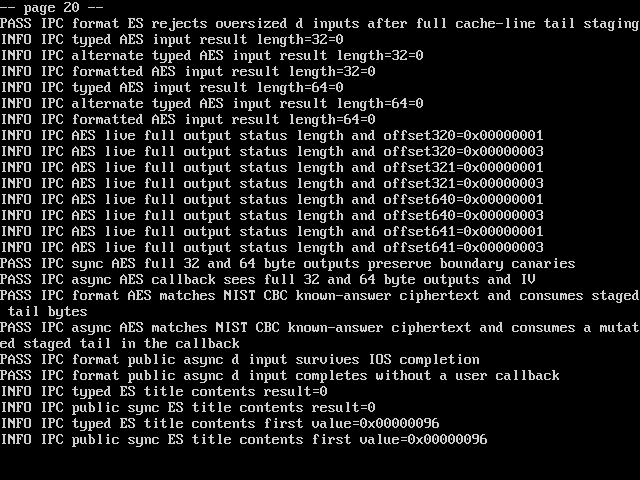 -- page 20 --
PASS IPC format ES rejects oversized d inputs after full cache-line tail staging
INFO IPC typed AES input result length=32=0
INFO IPC alternate typed AES input result length=32=0
INFO IPC formatted AES input result length=32=0
INFO IPC typed AES input result length=64=0
INFO IPC alternate typed AES input result length=64=0
INFO IPC formatted AES input result length=64=0
INFO IPC AES live full output status length and offset320=0x00000001
INFO IPC AES live full output status length and offset320=0x00000003
INFO IPC AES live full output status length and offset321=0x00000001
INFO IPC AES live full output status length and offset321=0x00000003
INFO IPC AES live full output status length and offset640=0x00000001
INFO IPC AES live full output status length and offset640=0x00000003
INFO IPC AES live full output status length and offset641=0x00000001
INFO IPC AES live full output status length and offset641=0x00000003
PASS IPC sync AES full 32 and 64 byte outputs preserve boundary canaries
PASS IPC async AES callback sees full 32 and 64 byte outputs and IV
PASS IPC format AES matches NIST CBC known-answer ciphertext and consumes staged
 tail bytes
PASS IPC async AES matches NIST CBC known-answer ciphertext and consumes a mutat
ed staged tail in the callback
PASS IPC format public async d input survives IOS completion
PASS IPC format public async d input completes without a user callback
INFO IPC typed ES title contents result=0
INFO IPC public sync ES title contents result=0
INFO IPC typed ES title contents first value=0x00000096
INFO IPC public sync ES title contents first value=0x00000096